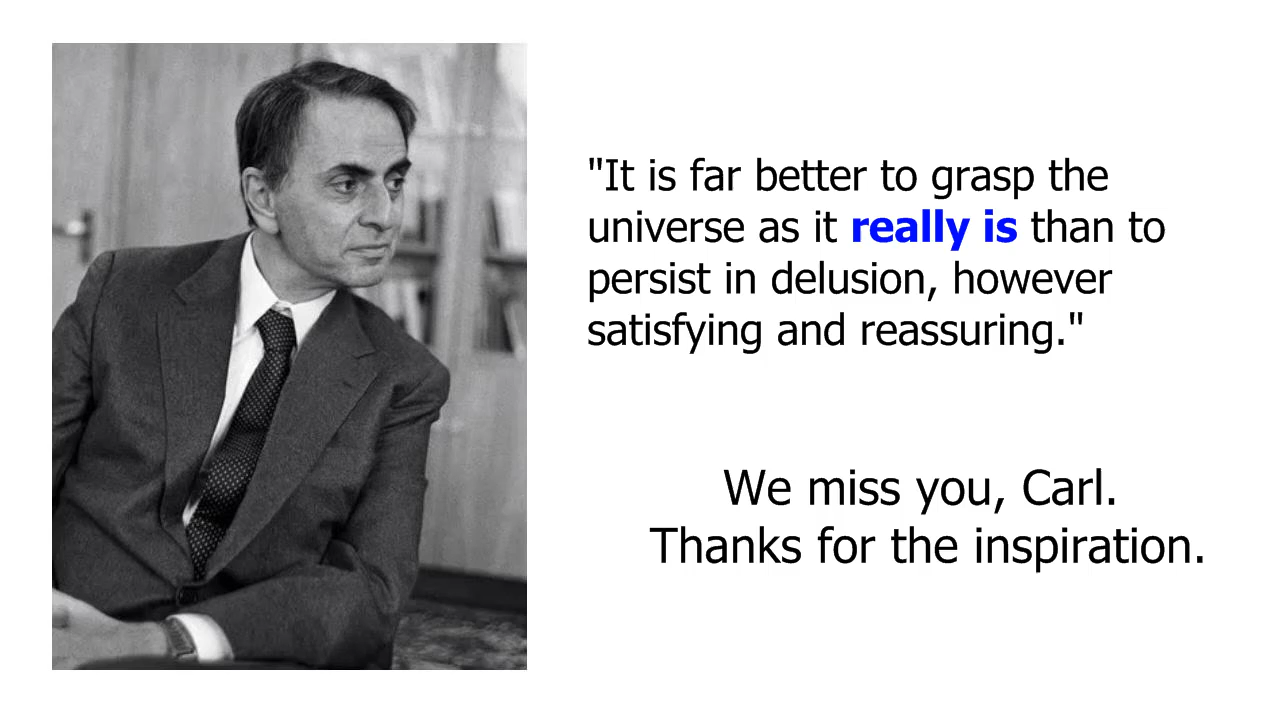 "It is far better to grasp the
universe as it really is than to
persist in delusion, however
satisfying and reassuring."
We miss you, Carl.
Thanks for the inspiration.